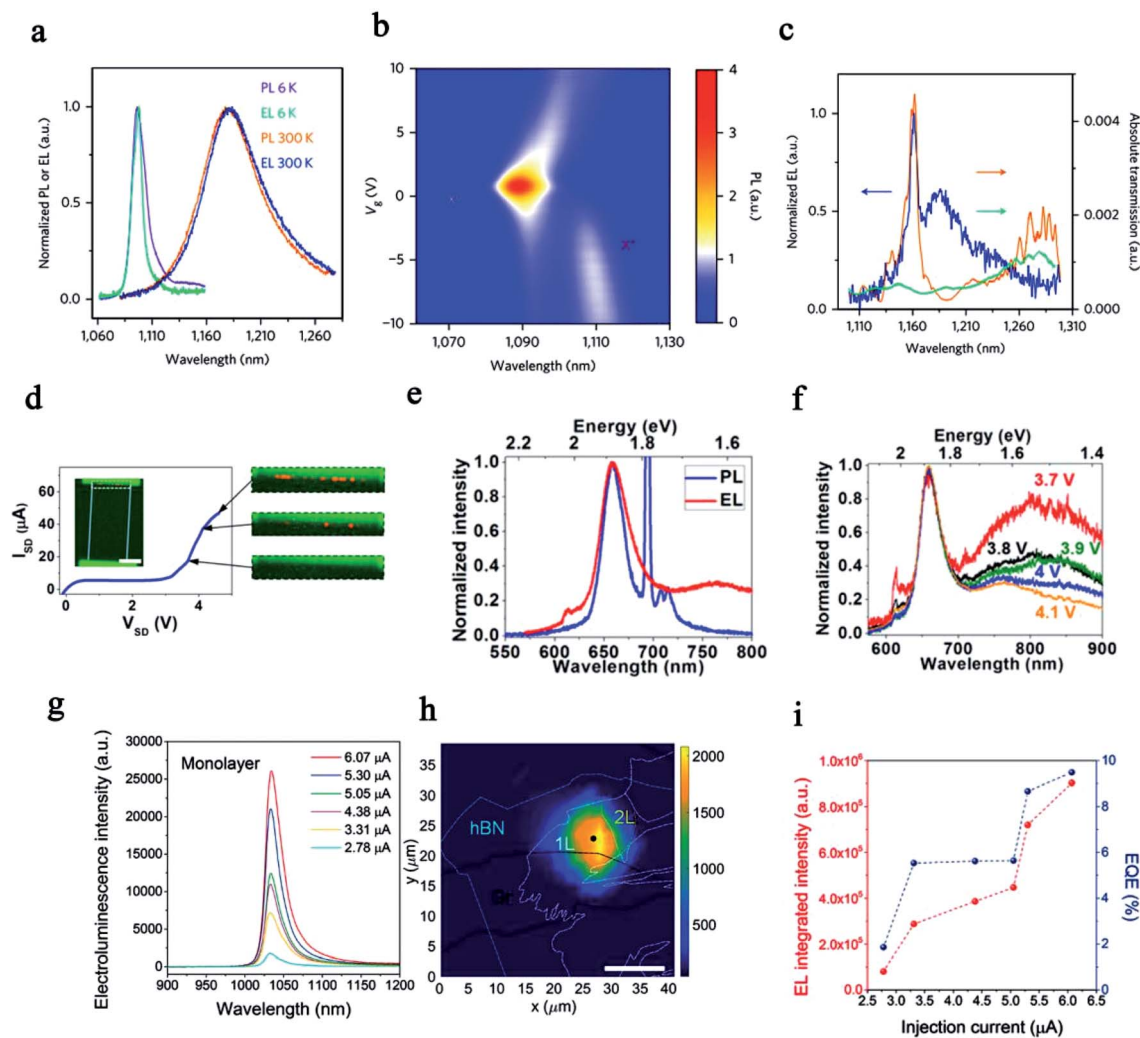 a
Normalized PL or EL (a.u.)
1.0
0.5
0.0
PL 6 K
EL 6 K
PL 300 K
EL 300 K
1,060
1,110
1,160
1,210
1,260
Wavelength (nm)
b
Vg (V)
10
5
0
-5
-10
X+
1,070
1,090
1,110
1,130
Wavelength (nm)
4
3
2
1
0
PL (a.u.)
c
Normalized EL (a.u.)
1.0
0.5
0.0
0.004
0.002
0.000
Absolute transmission (a.u.)
1,110
1,160
1,210
1,260
1,310
Wavelength (nm)
d
ISD (µA)
60
40
20
0
0
2
4
VSD (V)
e
Energy (eV)
2.2
2
1.8
1.6
Normalized intensity
1.0
0.8
0.6
0.4
0.2
0.0
PL
EL
550
600
650
700
750
800
Wavelength (nm)
f
Energy (eV)
2
1.8
1.6
1.4
Normalized intensity
1.0
0.8
0.6
0.4
0.2
0.0
3.7 V
3.8 V
3.9 V
4 V
4.1 V
600
700
800
900
Wavelength (nm)
g
Electroluminescence intensity (a.u.)
30000
25000
20000
15000
10000
5000
0
Monolayer
6.07 µA
5.30 µA
5.05 µA
4.38 µA
3.31 µA
2.78 µA
900
950
1000
1050
1100
1150
1200
Wavelength (nm)
h
y (µm)
35
30
25
20
15
10
5
0
hBN
1L
2L
Gr
0
5
10
15
20
25
30
35
40
x (µm)
2000
1500
1000
500
i
EL integrated intensity (a.u.)
1.0x10⁶
8.0x10⁵
6.0x10⁵
4.0x10⁵
2.0x10⁵
0.0
10
8
6
4
2
0
EQE (%)
2.5
3.0
3.5
4.0
4.5
5.0
5.5
6.0
6.5
Injection current (µA)